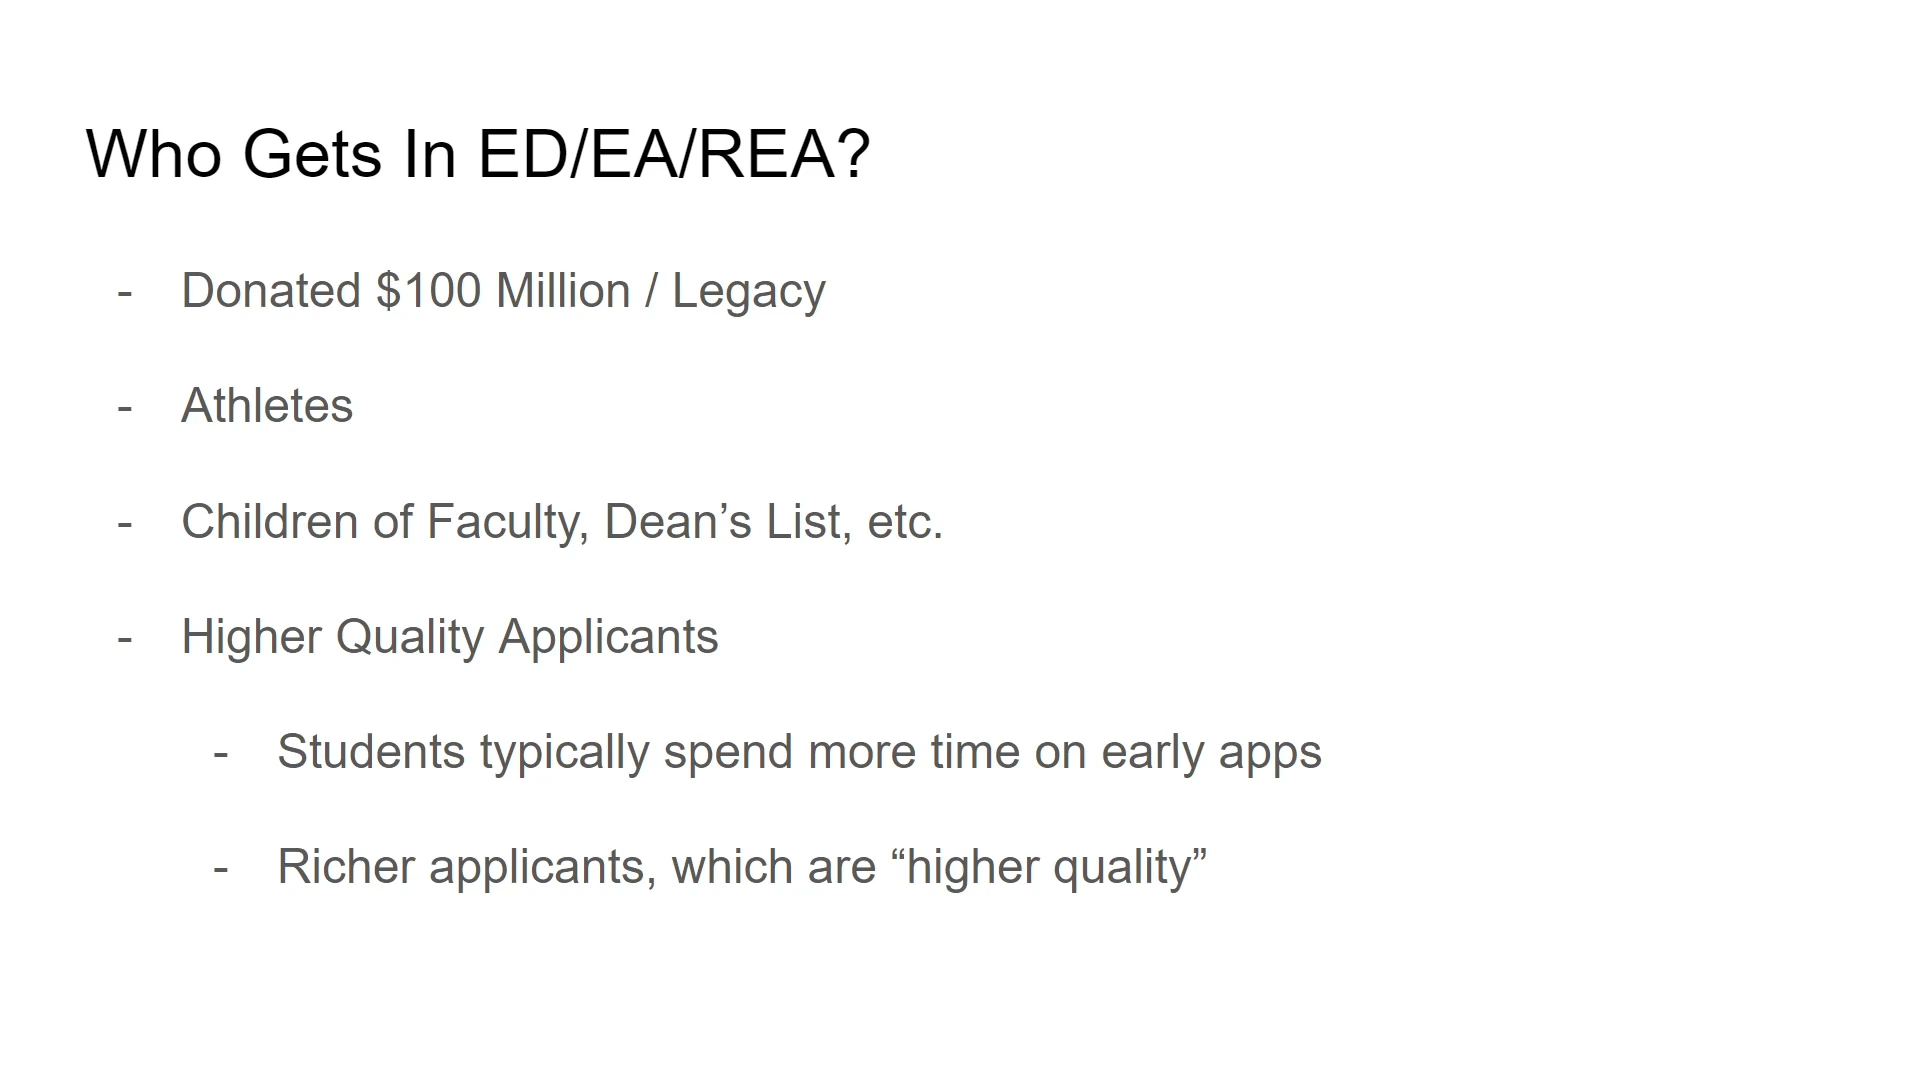 Who Gets In ED/EA/REA?
- Donated $100 Million / Legacy
- Athletes
- Children of Faculty, Dean’s List, etc.
- Higher Quality Applicants
- Students typically spend more time on early apps
- Richer applicants, which are “higher quality”